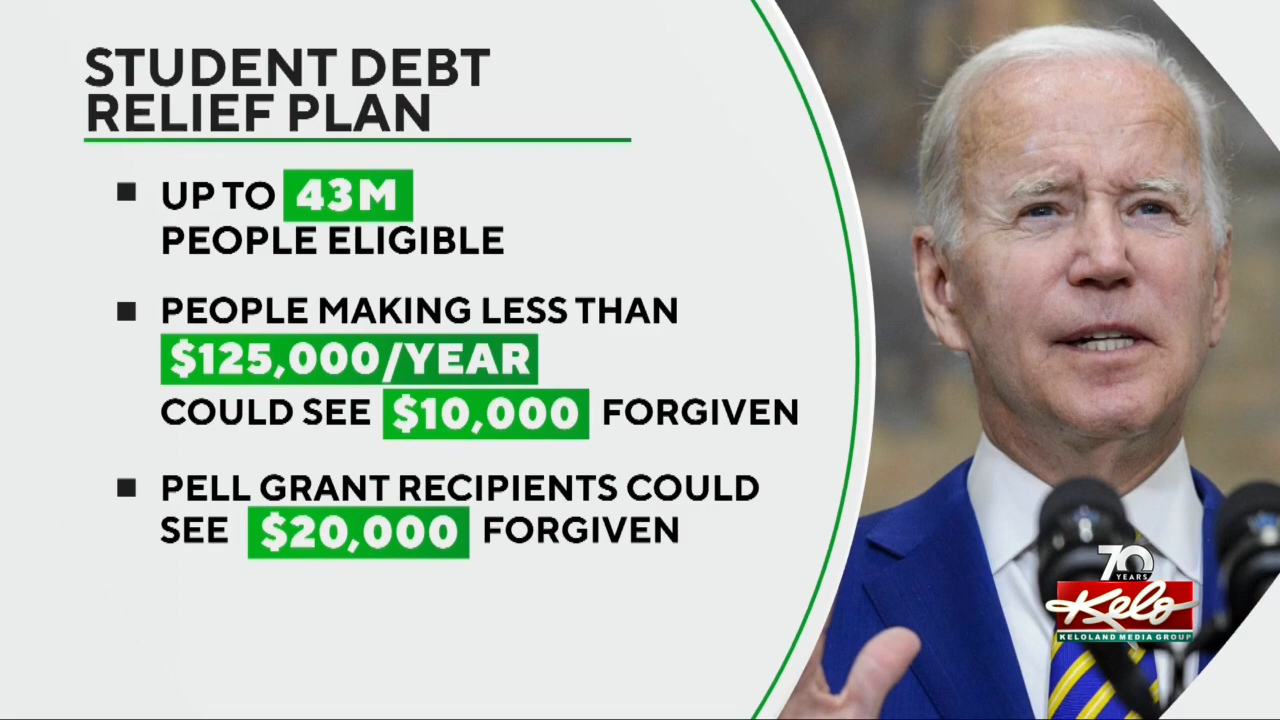 STUDENT DEBT
RELIEF PLAN
UP TO 43M
PEOPLE ELIGIBLE
PEOPLE MAKING LESS THAN
$125,000/YEAR
COULD SEE $10,000 FORGIVEN
PELL GRANT RECIPIENTS COULD
SEE $20,000 FORGIVEN
70
YEARS
Kelo
KELOLAND MEDIA GROUP